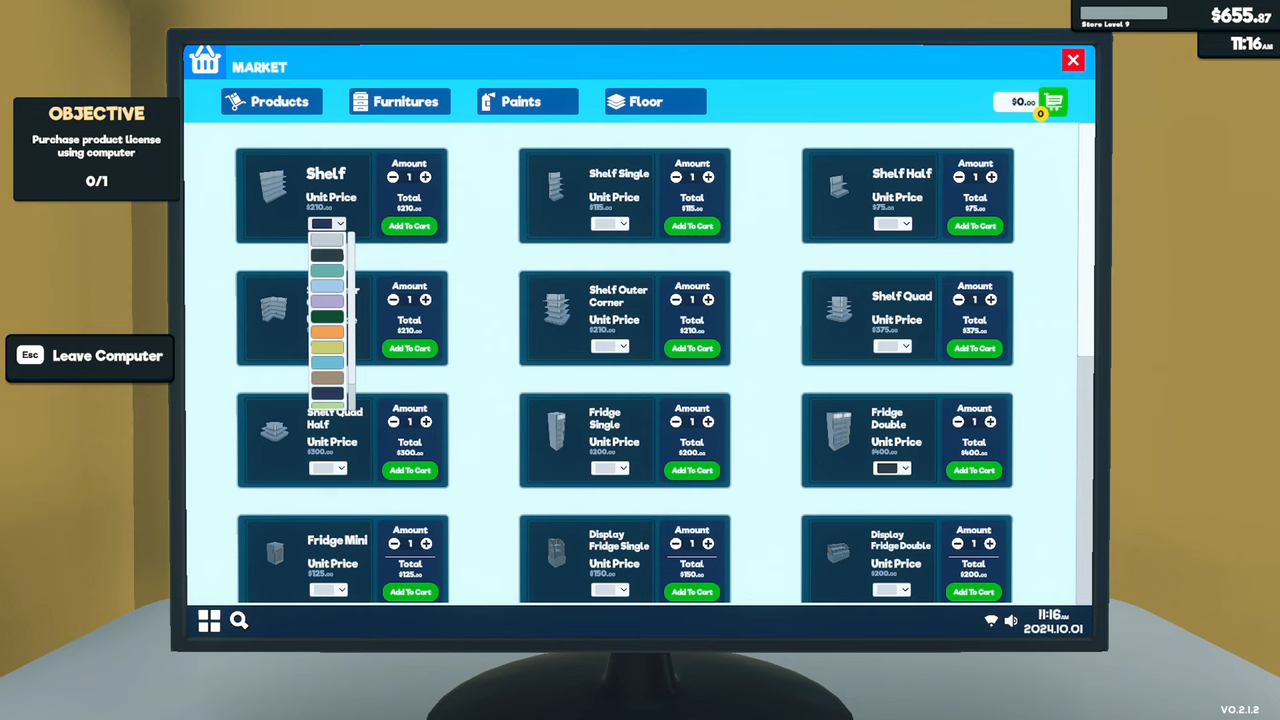 $655.87
Store Level 9
11:16AM
MARKET
Products
Furnitures
Paints
Floor
$0.00
0
OBJECTIVE
Purchase product license
using computer
0/1
Esc
Leave Computer
Shelf
Unit Price
$210.00
Amount
1
Total
$210.00
Add To Cart
Shelf Single
Unit Price
$115.00
Amount
1
Total
$115.00
Add To Cart
Shelf Half
Unit Price
$75.00
Amount
1
Total
$75.00
Add To Cart
Amount
1
Total
$210.00
Add To Cart
Shelf Outer
Corner
Unit Price
$210.00
Amount
1
Total
$210.00
Add To Cart
Shelf Quad
Unit Price
$375.00
Amount
1
Total
$375.00
Add To Cart
Shelf Quad
Half
Unit Price
$300.00
Amount
1
Total
$300.00
Add To Cart
Fridge
Single
Unit Price
$200.00
Amount
1
Total
$200.00
Add To Cart
Fridge
Double
Unit Price
$400.00
Amount
1
Total
$400.00
Add To Cart
Fridge Mini
Unit Price
$125.00
Amount
1
Total
$125.00
Add To Cart
Display
Fridge Single
Unit Price
$150.00
Amount
1
Total
$150.00
Add To Cart
Display
Fridge Double
Unit Price
$200.00
Amount
1
Total
$200.00
Add To Cart
11:16AM
2024.10.01
V0.2.1.2